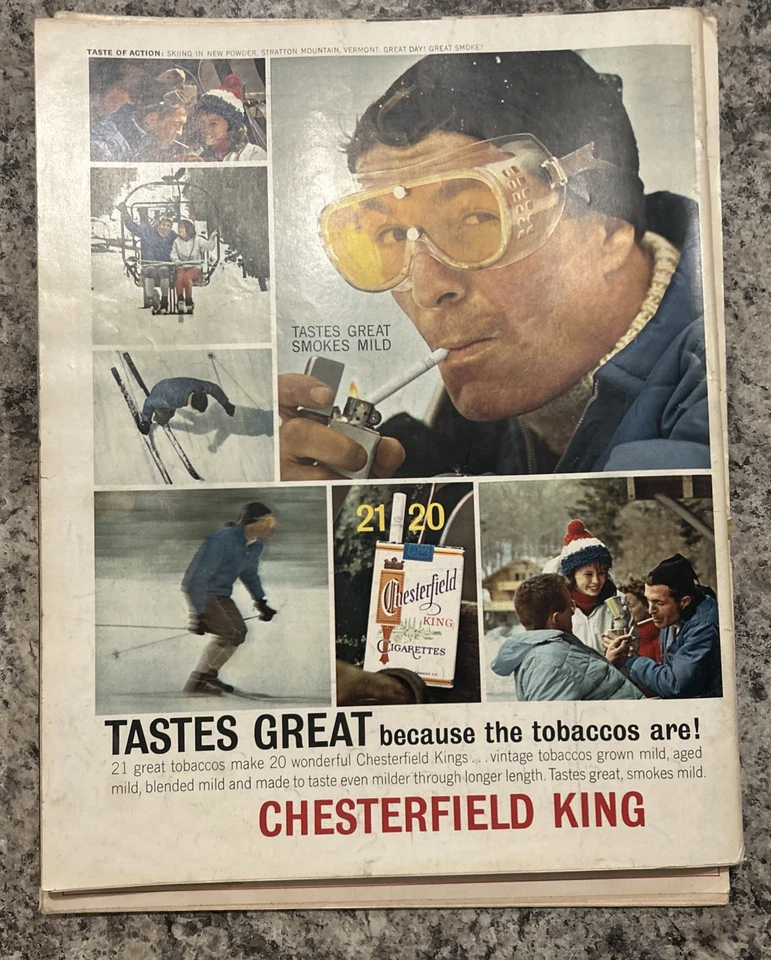 TASTE OF ACTION: SKIING IN NEW POWDER, STRATTON MOUNTAIN, VERMONT. GREAT DAY! GREAT SMOKE!
TASTES GREAT
SMOKES MILD
21 20
Chesterfield
KING
CIGARETTES
TASTES GREAT because the tobaccos are!
21 great tobaccos make 20 wonderful Chesterfield Kings...vintage tobaccos grown mild, aged
mild, blended mild and made to taste even milder through longer length. Tastes great, smokes mild.
CHESTERFIELD KING